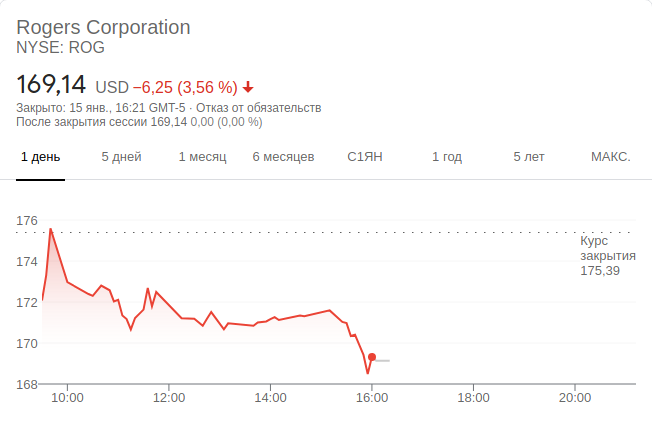 Rogers Corporation
NYSE: ROG
169,14 USD −6,25 (3,56 %)
Закрыто: 15 янв., 16:21 GMT-5 · Отказ от обязательств
После закрытия сессии 169,14 0,00 (0,00 %)
1 день 5 дней 1 месяц 6 месяцев С1ЯН 1 год 5 лет МАКС.
176
Курс
закрытия
175,39
174
172
170
168
10:00 12:00 14:00 16:00 18:00 20:00